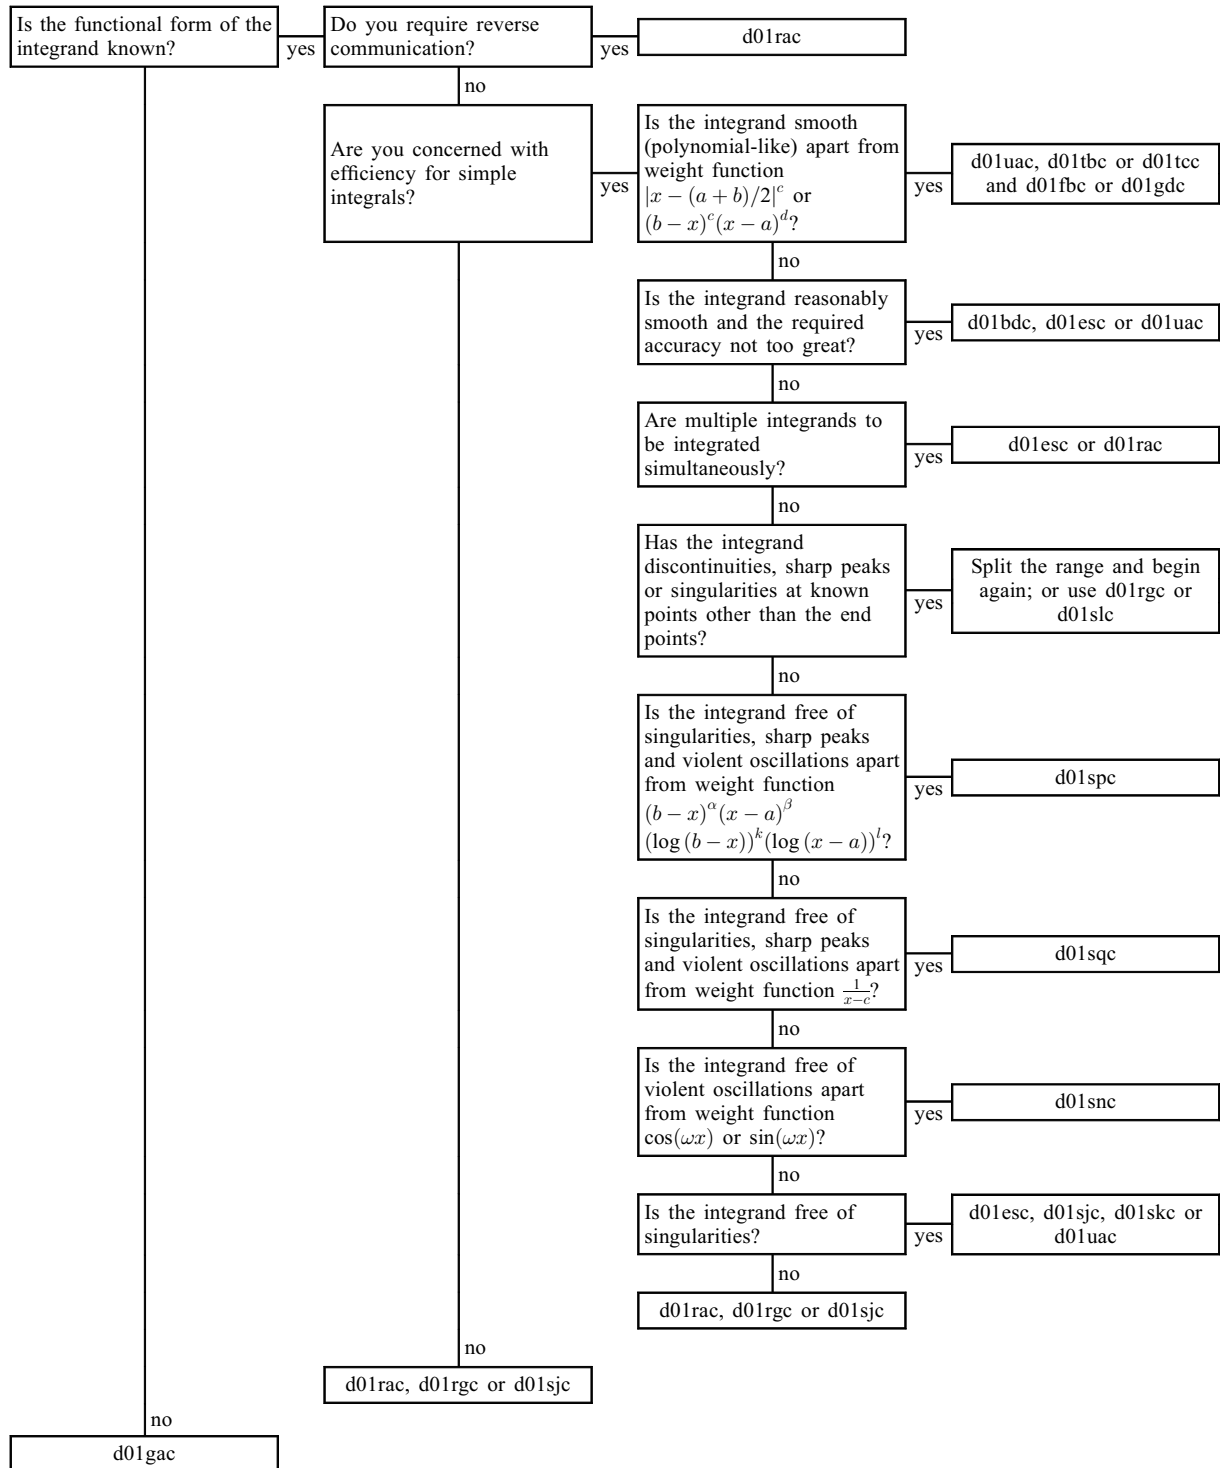 Is the functional form of the
integrand known?
yes
Do you require reverse
communication?
yes
d01rac
no
Are you concerned with
efficiency for simple
integrals?
yes
Is the integrand smooth
(polynomial-like) apart from
weight function
|x − (a + b)/2|^c or
(b − x)^c(x − a)^d?
yes
d01uac, d01tbc or d01tcc
and d01fbc or d01gdc
no
Is the integrand reasonably
smooth and the required
accuracy not too great?
yes
d01bdc, d01esc or d01uac
no
Are multiple integrands to
be integrated
simultaneously?
yes
d01esc or d01rac
no
Has the integrand
discontinuities, sharp peaks
or singularities at known
points other than the end
points?
yes
Split the range and begin
again; or use d01rgc or
d01slc
no
Is the integrand free of
singularities, sharp peaks
and violent oscillations apart
from weight function
(b − x)^α(x − a)^β
(log (b − x))^k(log (x − a))^l?
yes
d01spc
no
Is the integrand free of
singularities, sharp peaks
and violent oscillations apart
from weight function 1/(x−c)?
yes
d01sqc
no
Is the integrand free of
violent oscillations apart
from weight function
cos(ωx) or sin(ωx)?
yes
d01snc
no
Is the integrand free of
singularities?
yes
d01esc, d01sjc, d01skc or
d01uac
no
d01rac, d01rgc or d01sjc
no
d01rac, d01rgc or d01sjc
no
d01gac